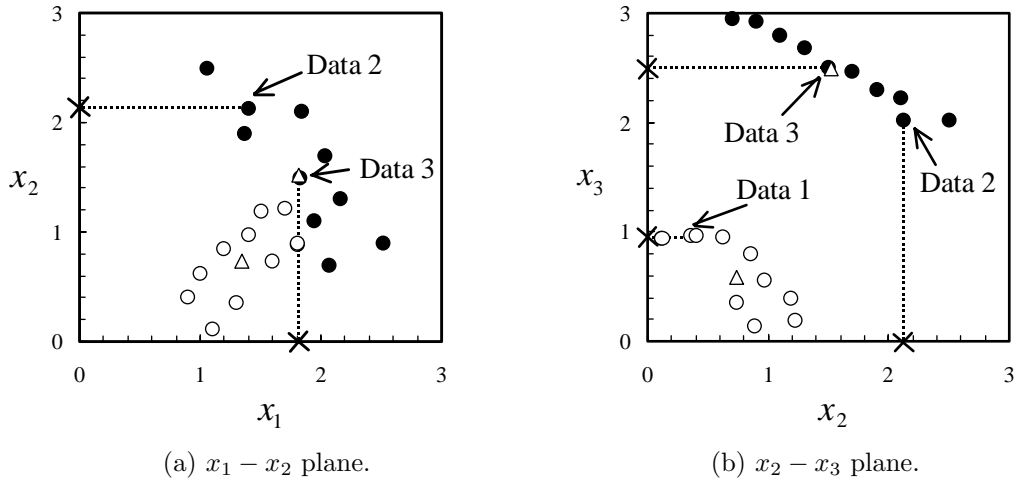 3
2
1
0
x₂
0 1 2 3
x₁
Data 2
Data 3
(a) x₁ − x₂ plane.
3
2
1
0
x₃
0 1 2 3
x₂
Data 3
Data 2
Data 1
(b) x₂ − x₃ plane.